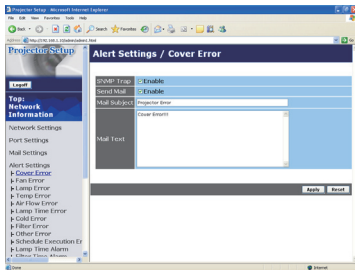 Projector Setup - Microsoft Internet Explorer
File Edit View Favorites Tools Help
Back Search Favorites
Projector Setup
Alert Settings / Cover Error
Logoff
SNMP Trap Enable
Send Mail Enable
Mail Subject Projector Error
Mail Text Cover Error!!!
Top:
Network
Information
Network Settings
Port Settings
Mail Settings
Alert Settings
Cover Error
Fan Error
Lamp Error
Temp Error
Air Flow Error
Lamp Time Error
Cold Error
Filter Error
Other Error
Schedule Execution Er
Lamp Time Alarm
Filter Time Alarm
Apply Reset
Done Internet